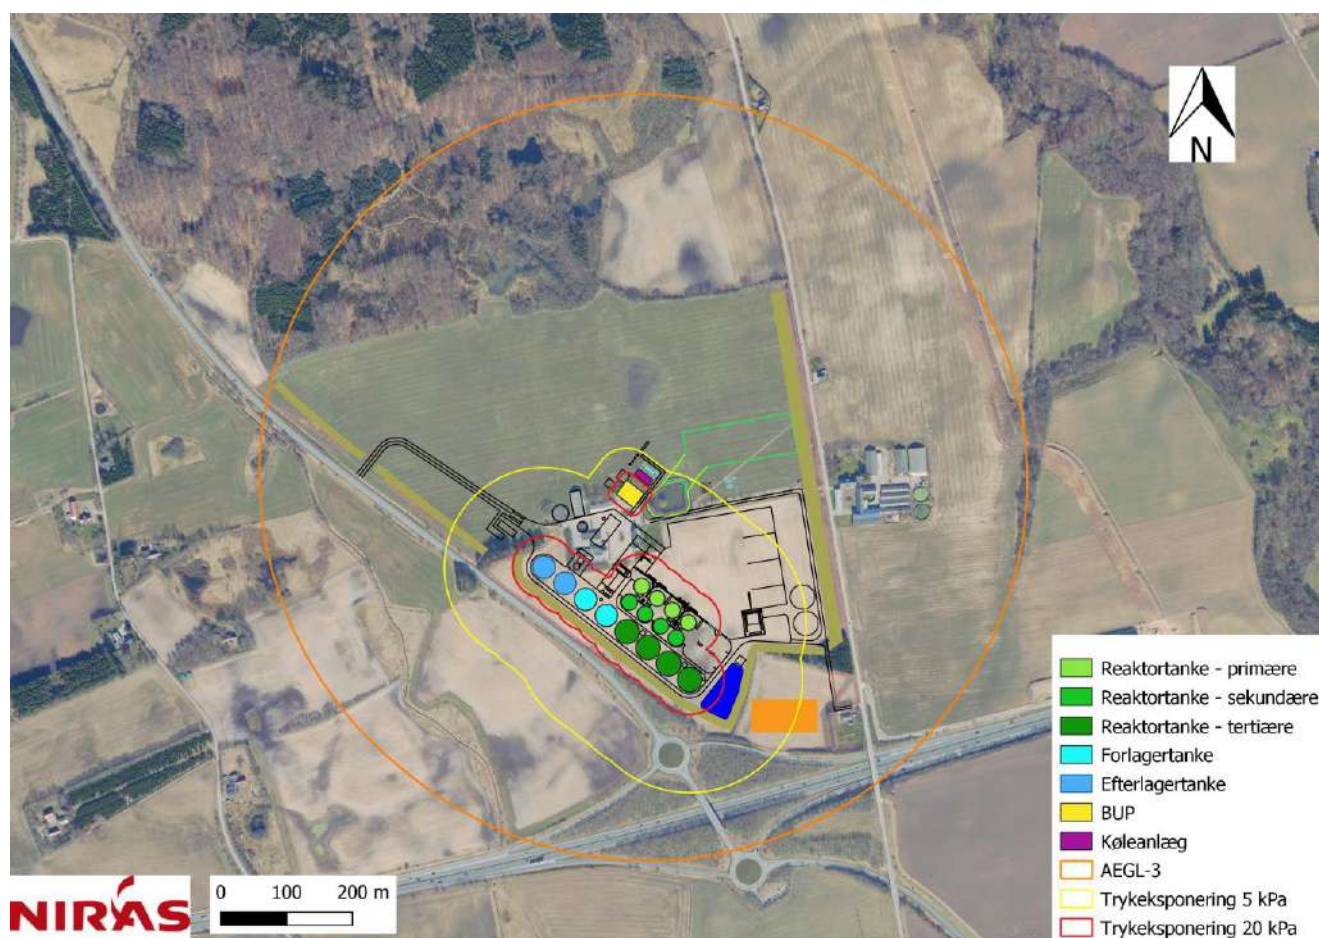 N
Reaktortanke - primære
Reaktortanke - sekundære
Reaktortanke - tertiære
Forlagertanke
Efterlagertanke
BUP
Køleanlæg
AEGL-3
Trykeksponering 5 kPa
Trykeksponering 20 kPa
NIRAS
0 100 200 m